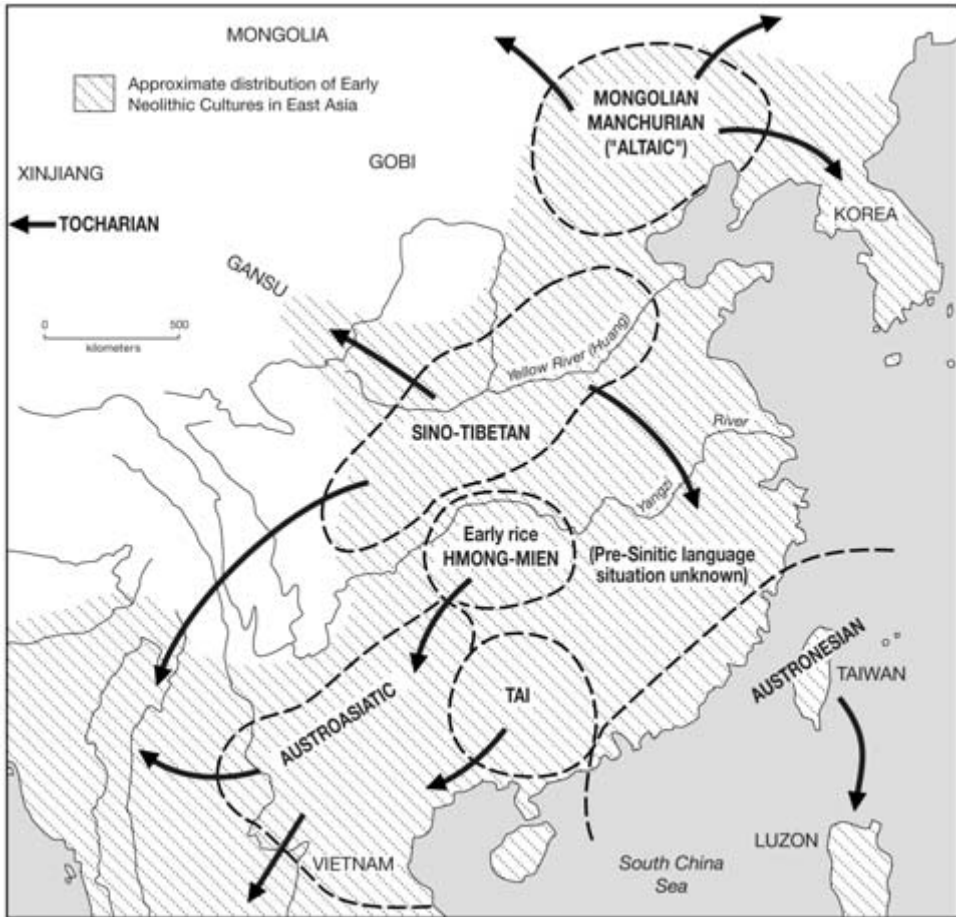 MONGOLIA
Approximate distribution of Early
Neolithic Cultures in East Asia
MONGOLIAN
MANCHURIAN
("ALTAIC")
XINJIANG
GOBI
TOCHARIAN
KOREA
GANSU
0 500
kilometers
Yellow River (Huang)
SINO-TIBETAN
River
Yangzi
Early rice
HMONG-MIEN
(Pre-Sinitic language
situation unknown)
AUSTRONESIAN
TAIWAN
AUSTROASIATIC
TAI
LUZON
VIETNAM
South China
Sea